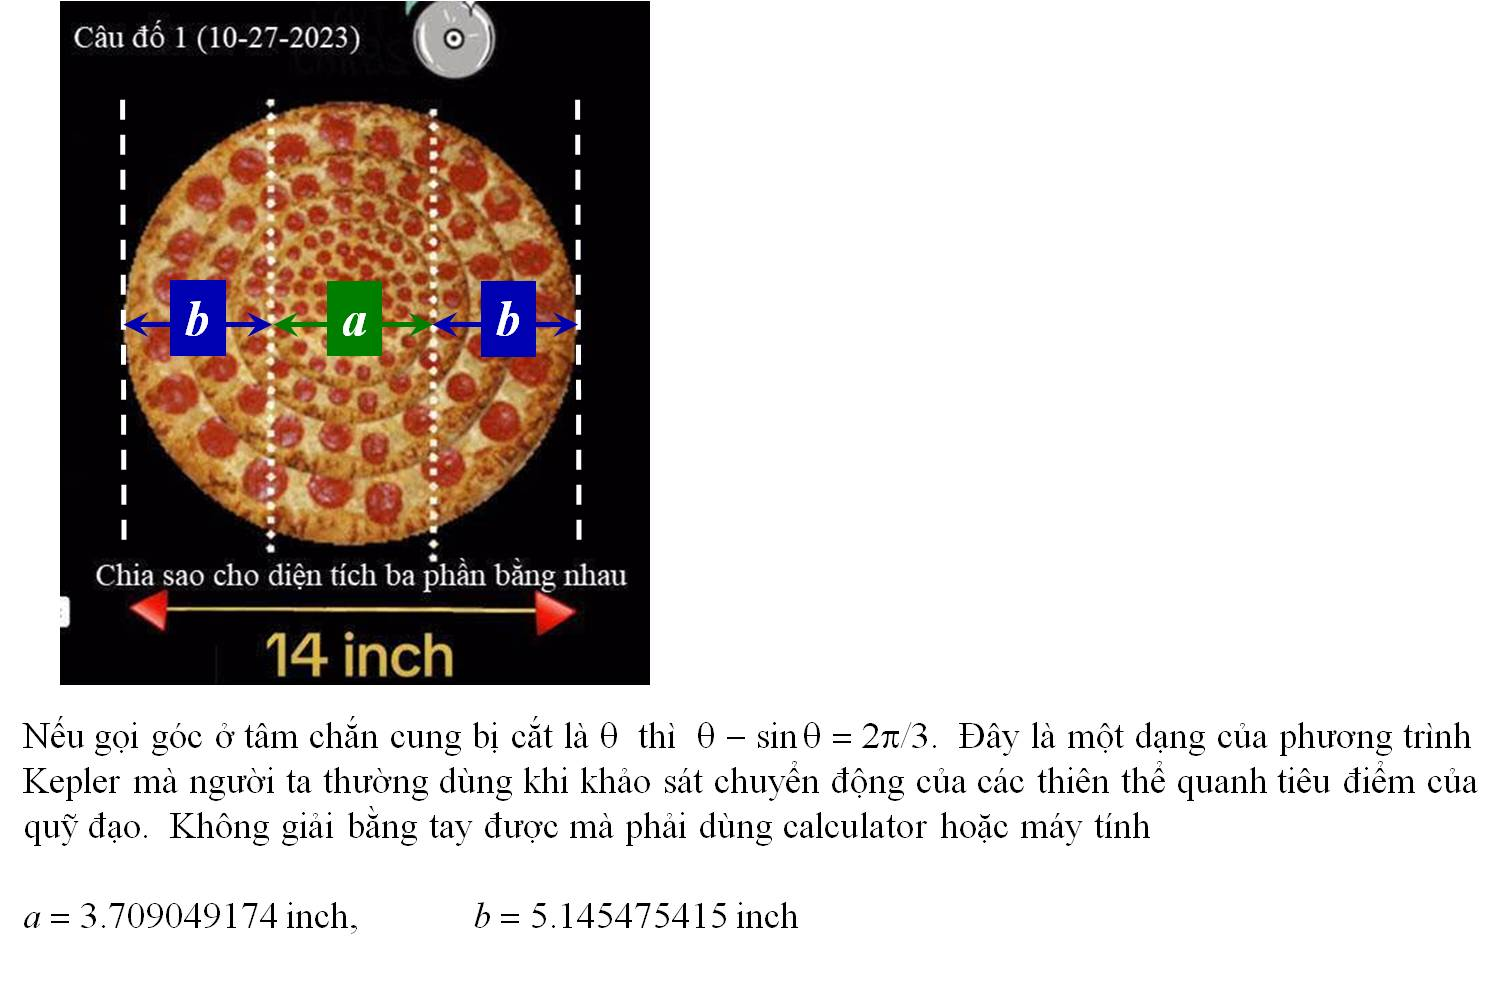 Câu đố 1 (10-27-2023)
b a b
Chia sao cho diện tích ba phần bằng nhau
14 inch
Nếu gọi góc ở tâm chắn cung bị cắt là θ thì θ − sin θ = 2π/3. Đây là một dạng của phương trình
Kepler mà người ta thường dùng khi khảo sát chuyển động của các thiên thể quanh tiêu điểm của
quỹ đạo. Không giải bằng tay được mà phải dùng calculator hoặc máy tính
a = 3.709049174 inch, b = 5.145475415 inch